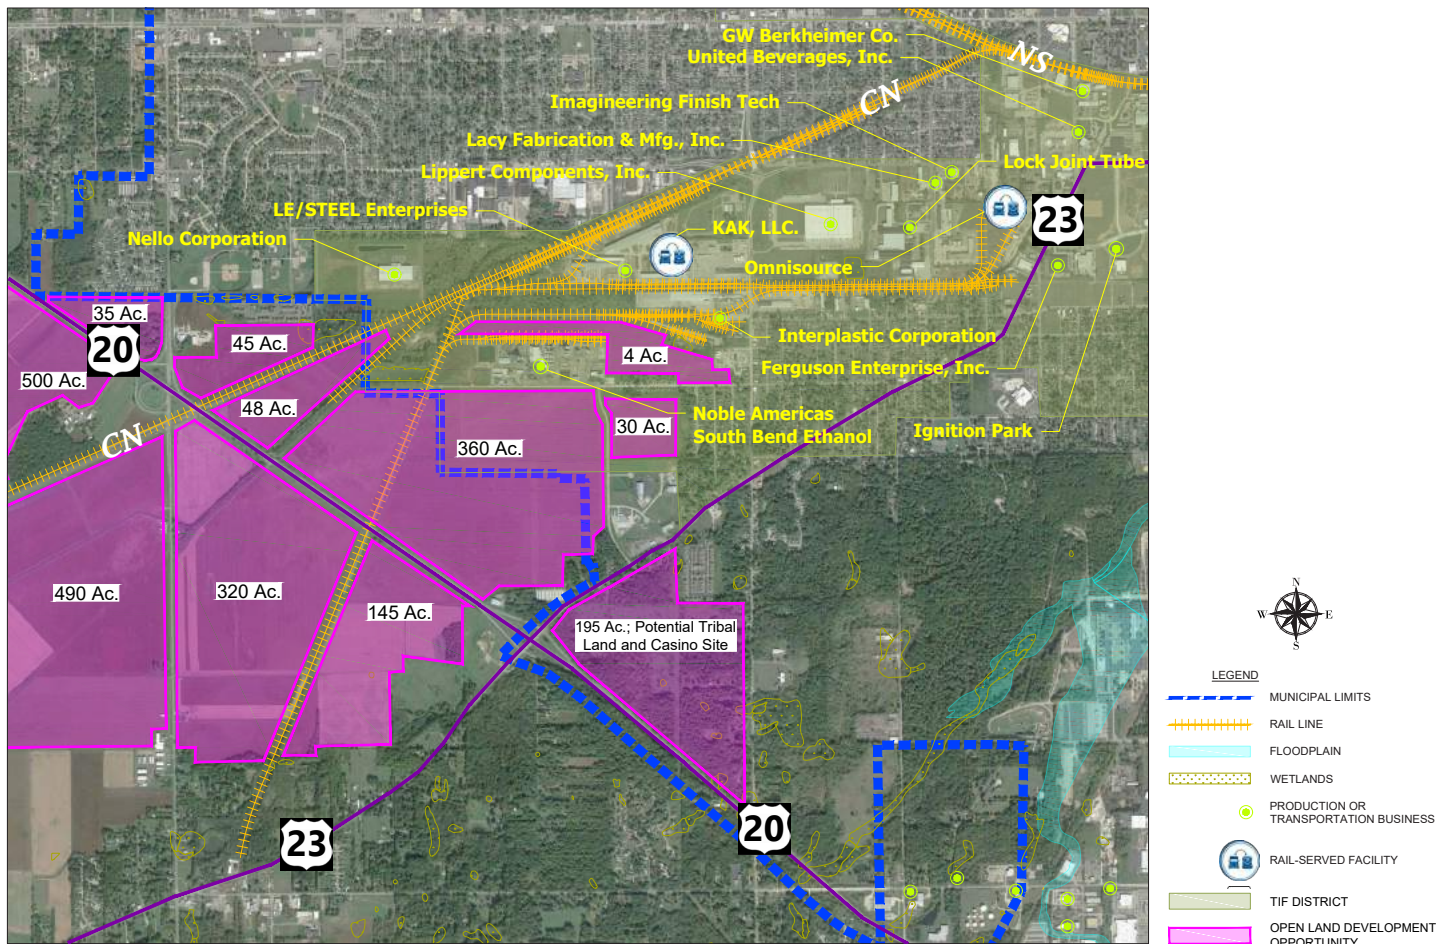 GW Berkheimer Co.
United Beverages, Inc.
NS
CN
Imagineering Finish Tech
Lacy Fabrication & Mfg., Inc.
Lock Joint Tube
Lippert Components, Inc.
LE/STEEL Enterprises
23
KAK, LLC.
Nello Corporation
Omnisource
35 Ac.
20
45 Ac.
Interplastic Corporation
4 Ac.
Ferguson Enterprise, Inc.
500 Ac.
48 Ac.
Noble Americas
South Bend Ethanol
30 Ac.
Ignition Park
CN
360 Ac.
490 Ac.
320 Ac.
145 Ac.
195 Ac.; Potential Tribal
Land and Casino Site
20
23
N
W
E
S
LEGEND
MUNICIPAL LIMITS
RAIL LINE
FLOODPLAIN
WETLANDS
PRODUCTION OR
TRANSPORTATION BUSINESS
RAIL-SERVED FACILITY
TIF DISTRICT
OPEN LAND DEVELOPMENT
OPPORTUNITY